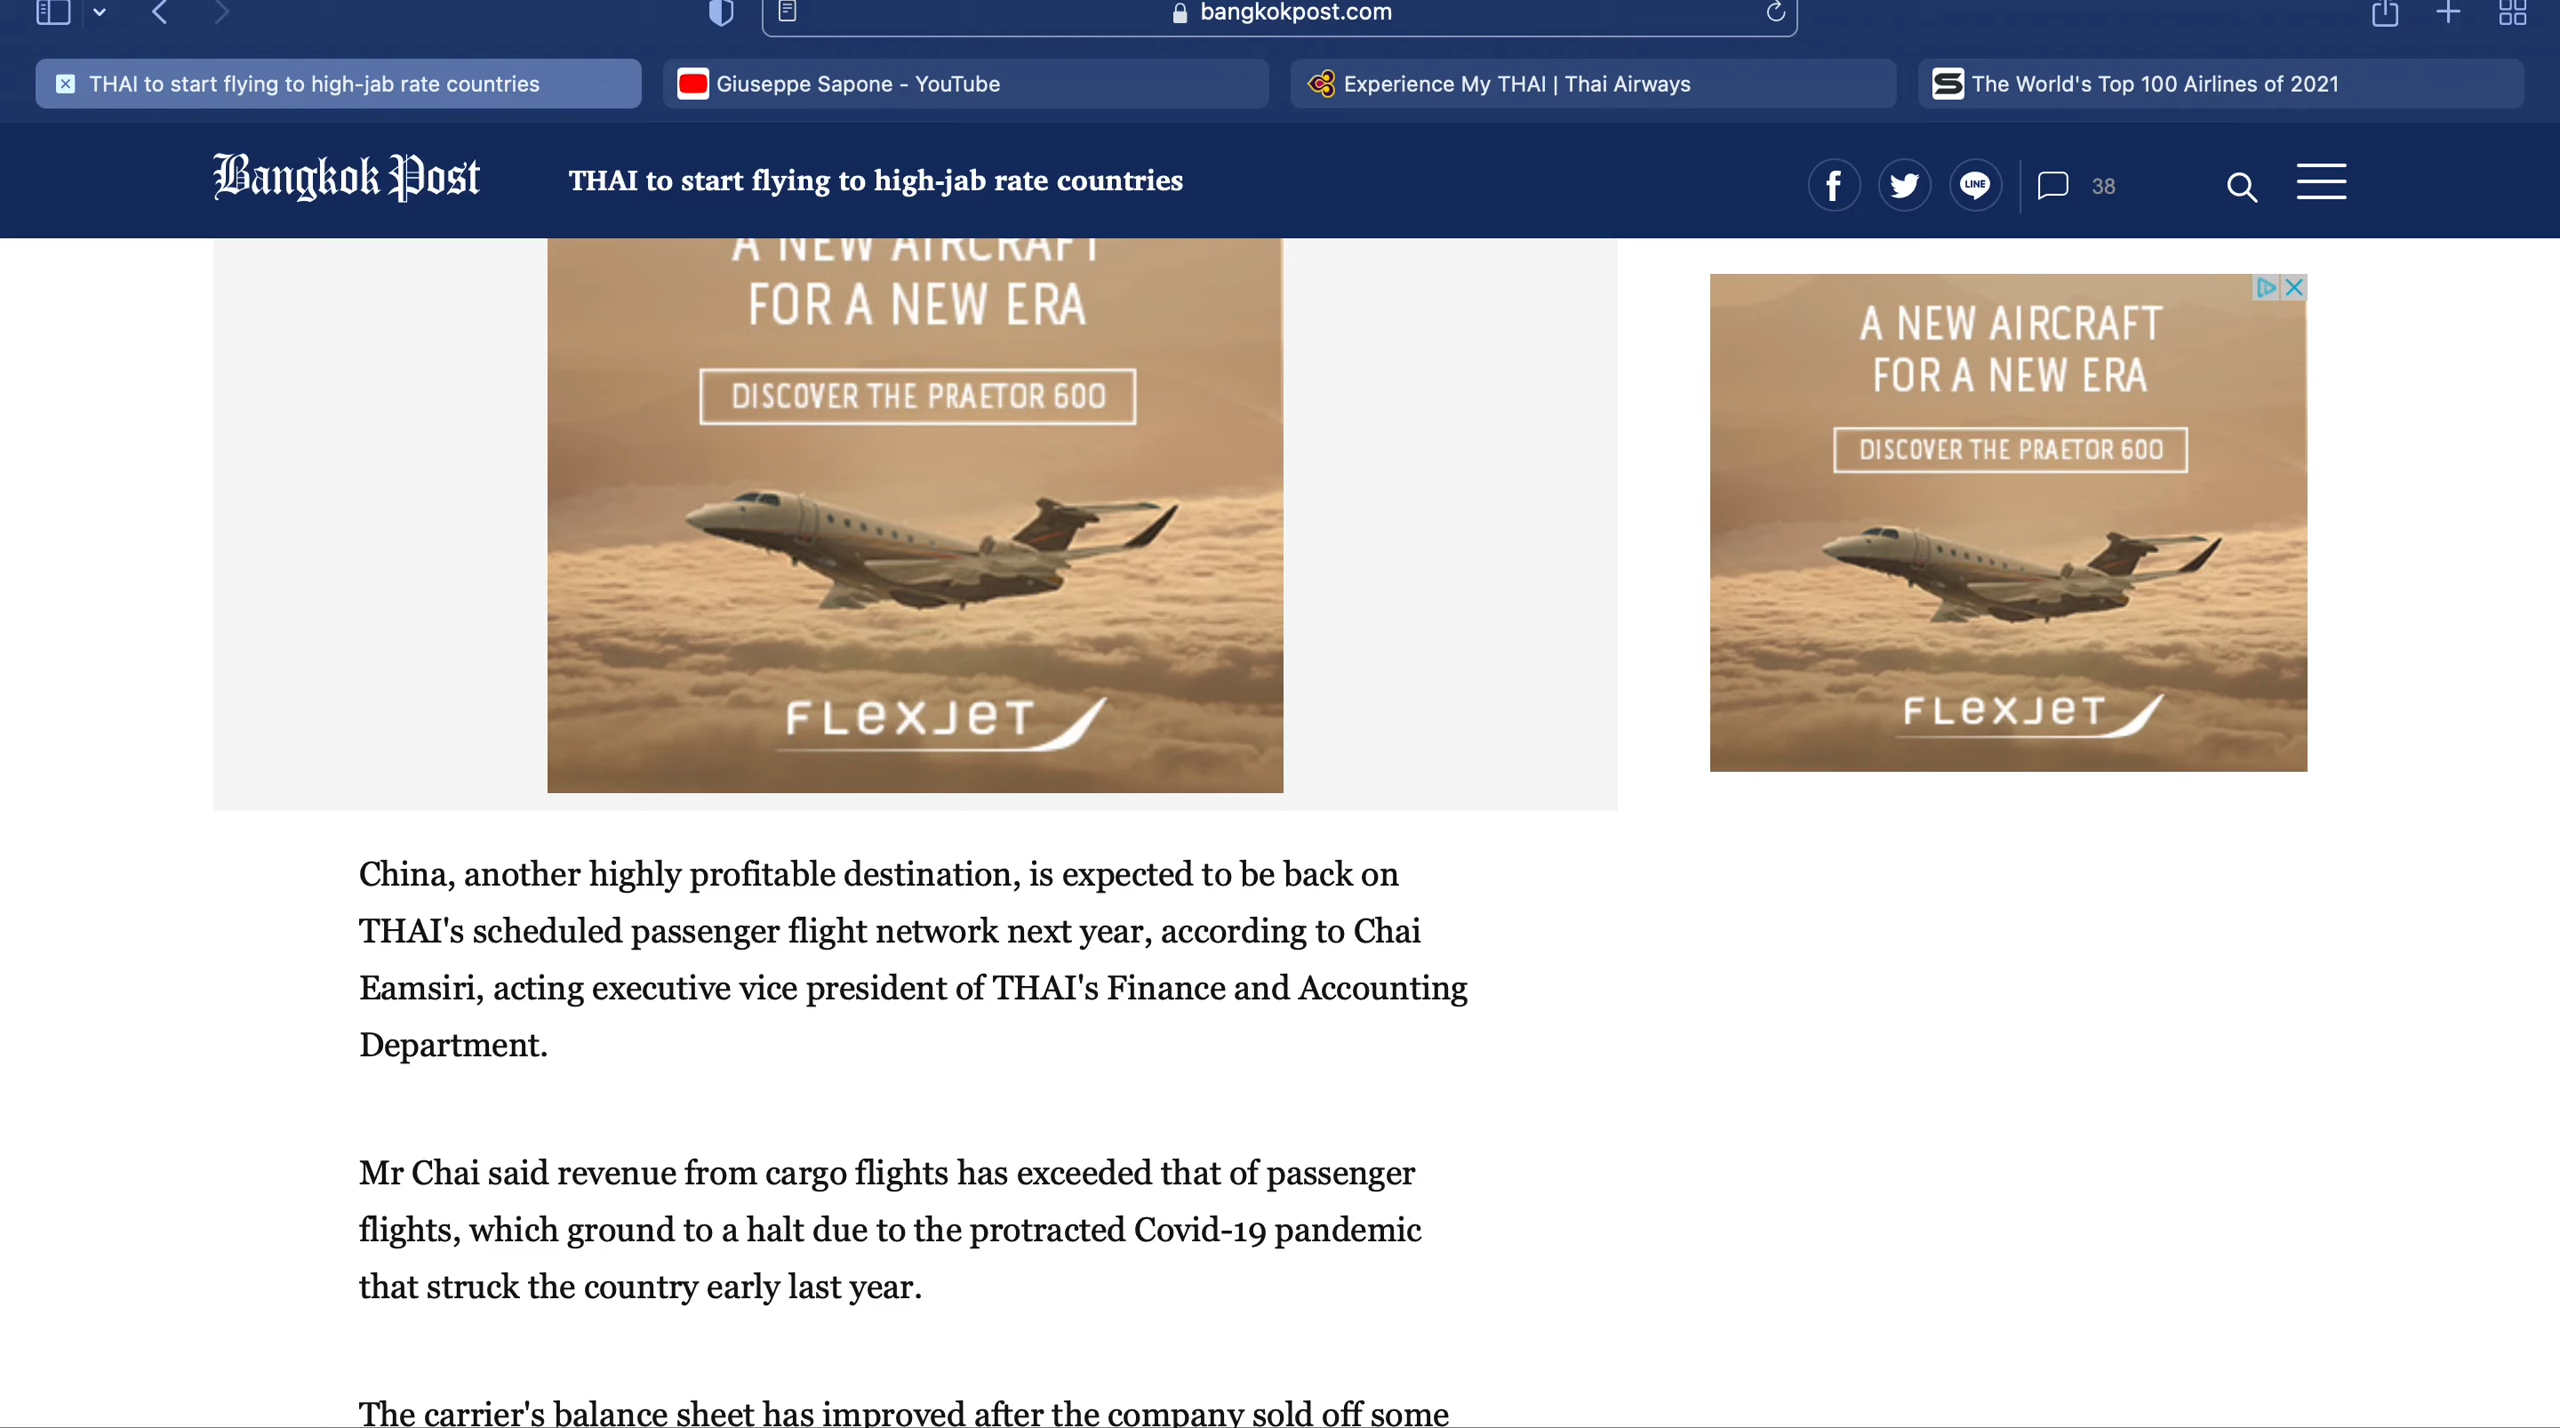 bangkokpost.com
THAI to start flying to high-jab rate countries
Giuseppe Sapone - YouTube
Experience My THAI | Thai Airways
The World's Top 100 Airlines of 2021
Bangkok Post
THAI to start flying to high-jab rate countries
LINE
38
A NEW AIRCRAFT
FOR A NEW ERA
DISCOVER THE PRAETOR 600
FLEXJET
A NEW AIRCRAFT
FOR A NEW ERA
DISCOVER THE PRAETOR 600
FLEXJET
China, another highly profitable destination, is expected to be back on
THAI's scheduled passenger flight network next year, according to Chai
Eamsiri, acting executive vice president of THAI's Finance and Accounting
Department.
Mr Chai said revenue from cargo flights has exceeded that of passenger
flights, which ground to a halt due to the protracted Covid-19 pandemic
that struck the country early last year.
The carrier's balance sheet has improved after the company sold off some